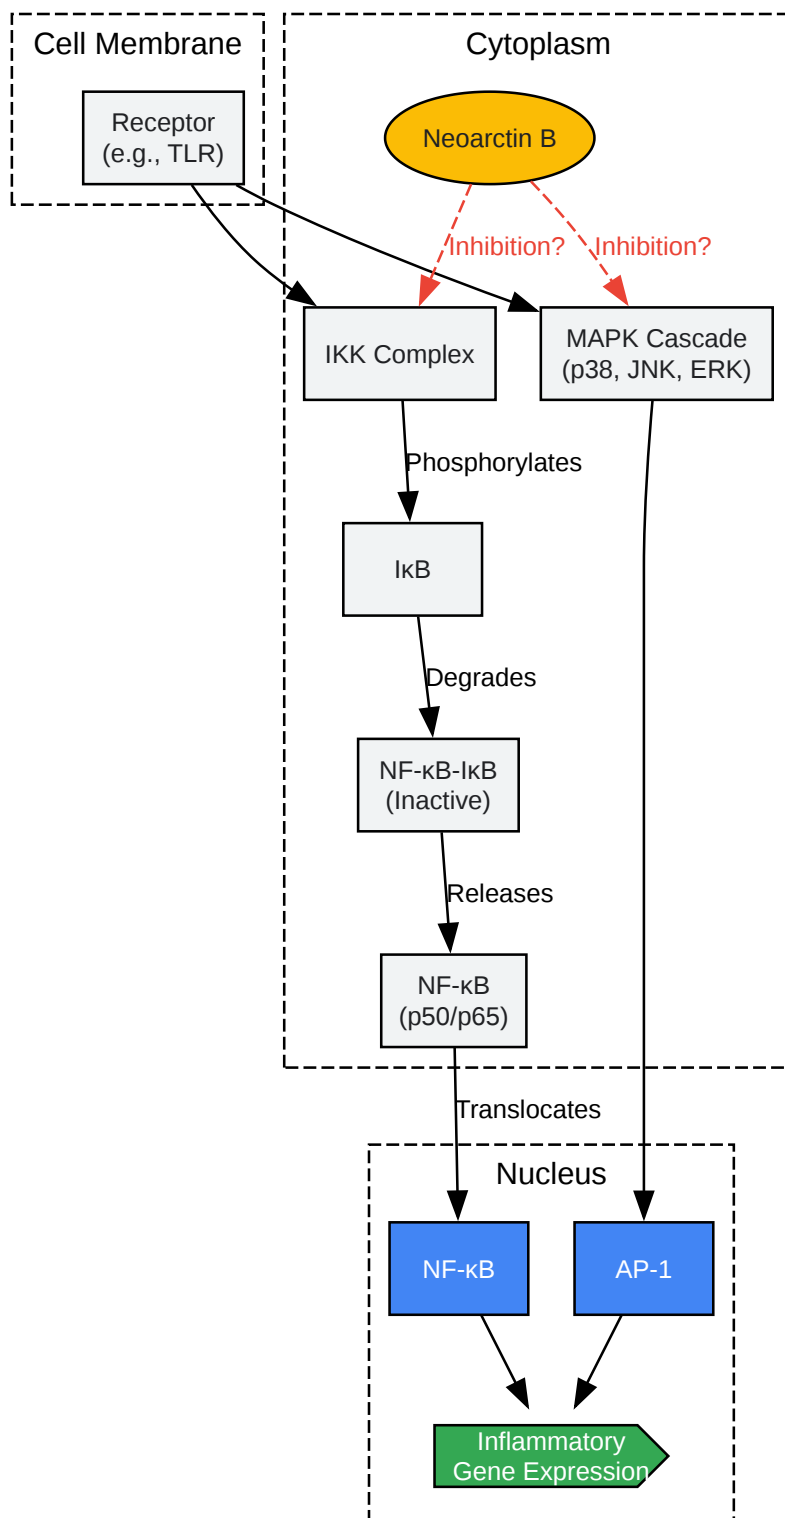 Cell Membrane
Cytoplasm
Receptor
(e.g., TLR)
Neoarctin B
Inhibition?
Inhibition?
IKK Complex
MAPK Cascade
(p38, JNK, ERK)
Phosphorylates
IκB
Degrades
NF-κB-IκB
(Inactive)
Releases
NF-κB
(p50/p65)
Translocates
Nucleus
NF-κB
AP-1
Inflammatory
Gene Expression